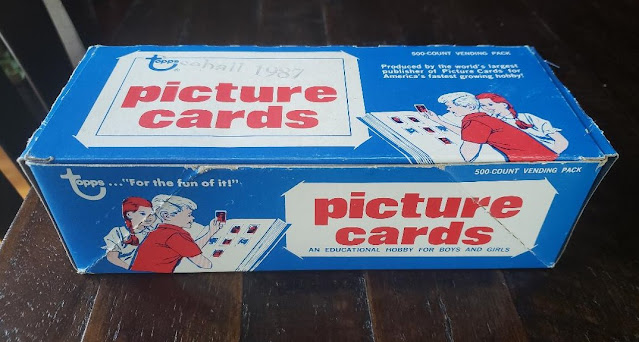 500-COUNT VENDING PACK
Topps
1987
Produced by the world's largest
publisher of Picture Cards for
America's fastest growing hobby!
picture
cards
500-COUNT VENDING PACK
Topps ..."For the fun of it!"
picture
cards
AN EDUCATIONAL HOBBY FOR BOYS AND GIRLS